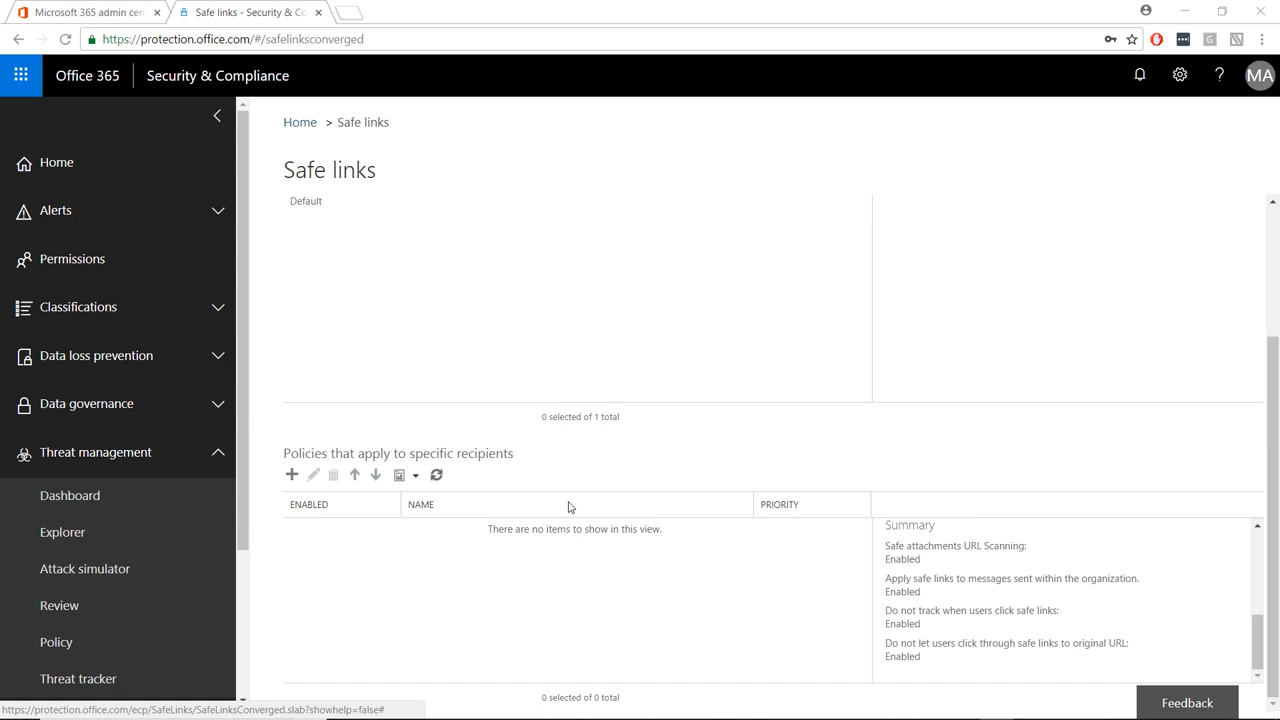 Microsoft 365 admin cen
Safe links - Security & Co
https://protection.office.com/#/safelinksconverged
Office 365
Security & Compliance
?
MA
Home > Safe links
Safe links
Home
Alerts
Permissions
Classifications
Data loss prevention
Data governance
Threat management
Dashboard
Explorer
Attack simulator
Review
Policy
Threat tracker
Default
0 selected of 1 total
Policies that apply to specific recipients
ENABLED NAME PRIORITY
There are no items to show in this view.
Summary
Safe attachments URL Scanning:
Enabled
Apply safe links to messages sent within the organization.
Enabled
Do not track when users click safe links:
Enabled
Do not let users click through safe links to original URL:
Enabled
0 selected of 0 total
Feedback
https://protection.office.com/ecp/SafeLinks/SafeLinksConverged.slab?showhelp=false#